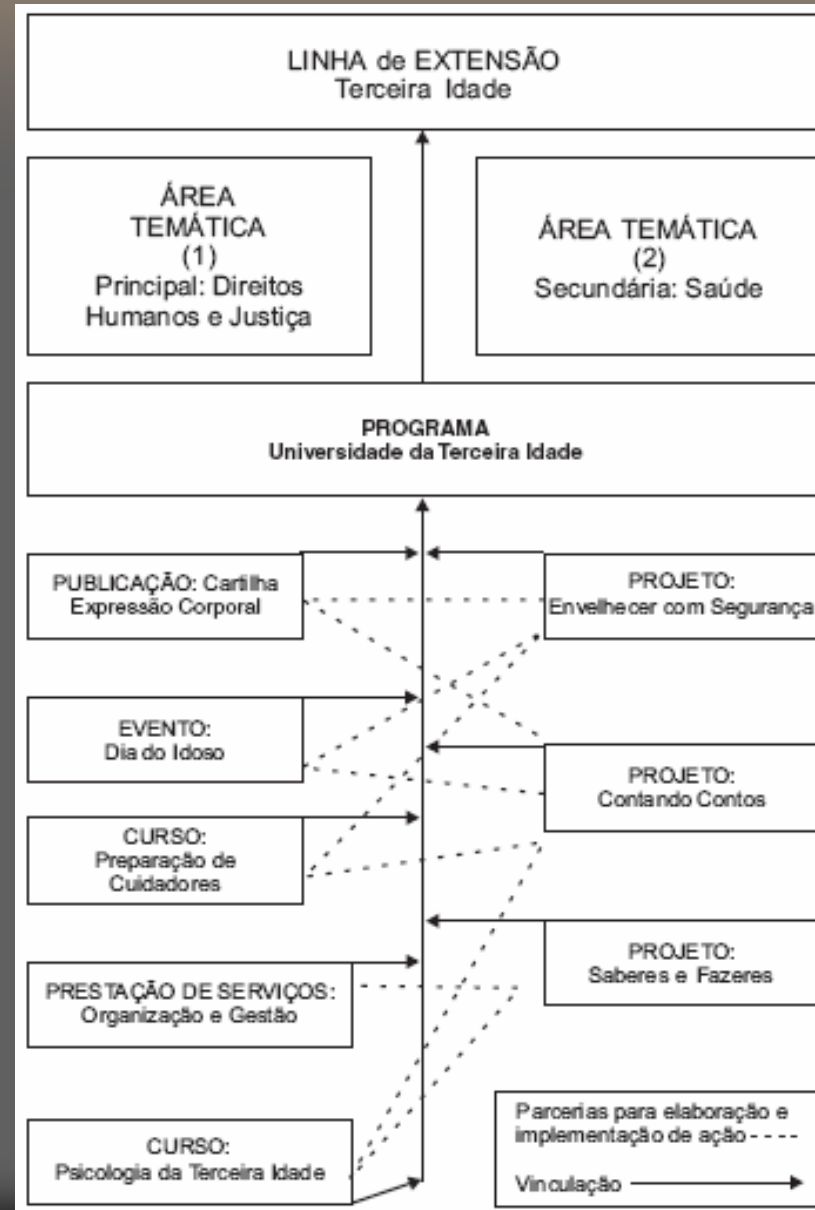 LINHA de EXTENSÃO
Terceira Idade
ÁREA
TEMÁTICA
(1)
Principal: Direitos
Humanos e Justiça
ÁREA TEMÁTICA
(2)
Secundária: Saúde
PROGRAMA
Universidade da Terceira Idade
PUBLICAÇÃO: Cartilha
Expressão Corporal
PROJETO:
Envelhecer com Segurança
EVENTO:
Dia do Idoso
PROJETO:
Contando Contos
CURSO:
Preparação de
Cuidadores
PROJETO:
Saberes e Fazeres
PRESTAÇÃO DE SERVIÇOS:
Organização e Gestão
CURSO:
Psicologia da Terceira Idade
Parcerias para elaboração e
implementação de ação
Vinculação